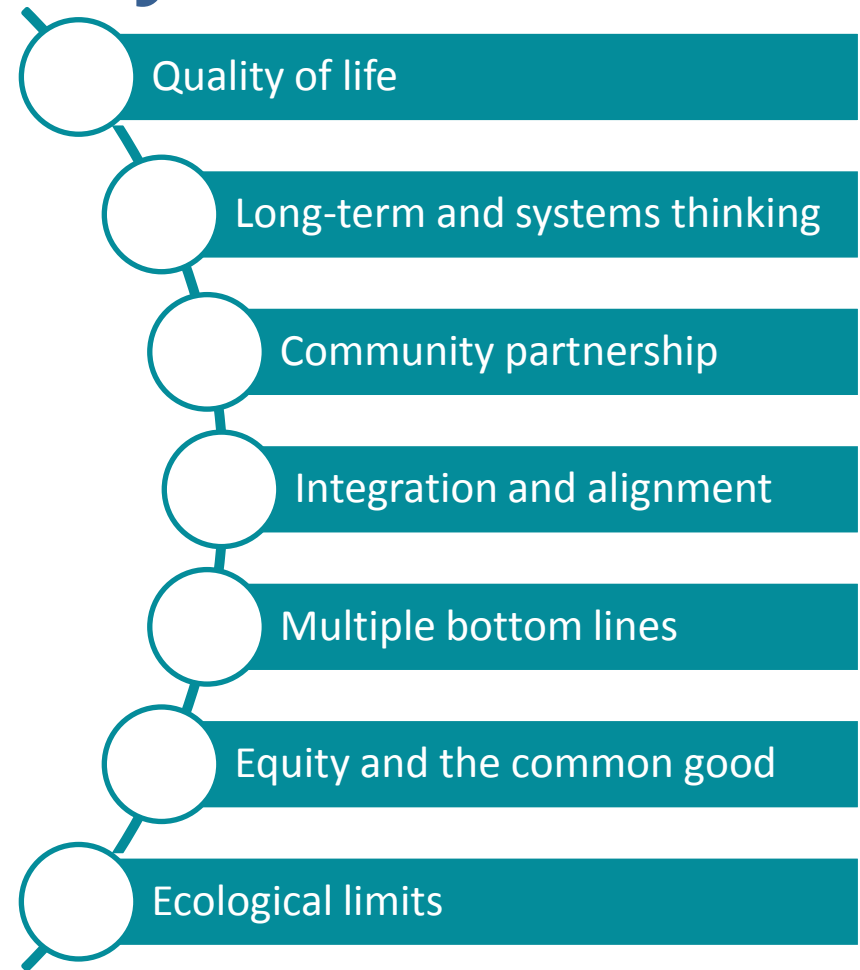 Quality of life
Long-term and systems thinking
Community partnership
Integration and alignment
Multiple bottom lines
Equity and the common good
Ecological limits